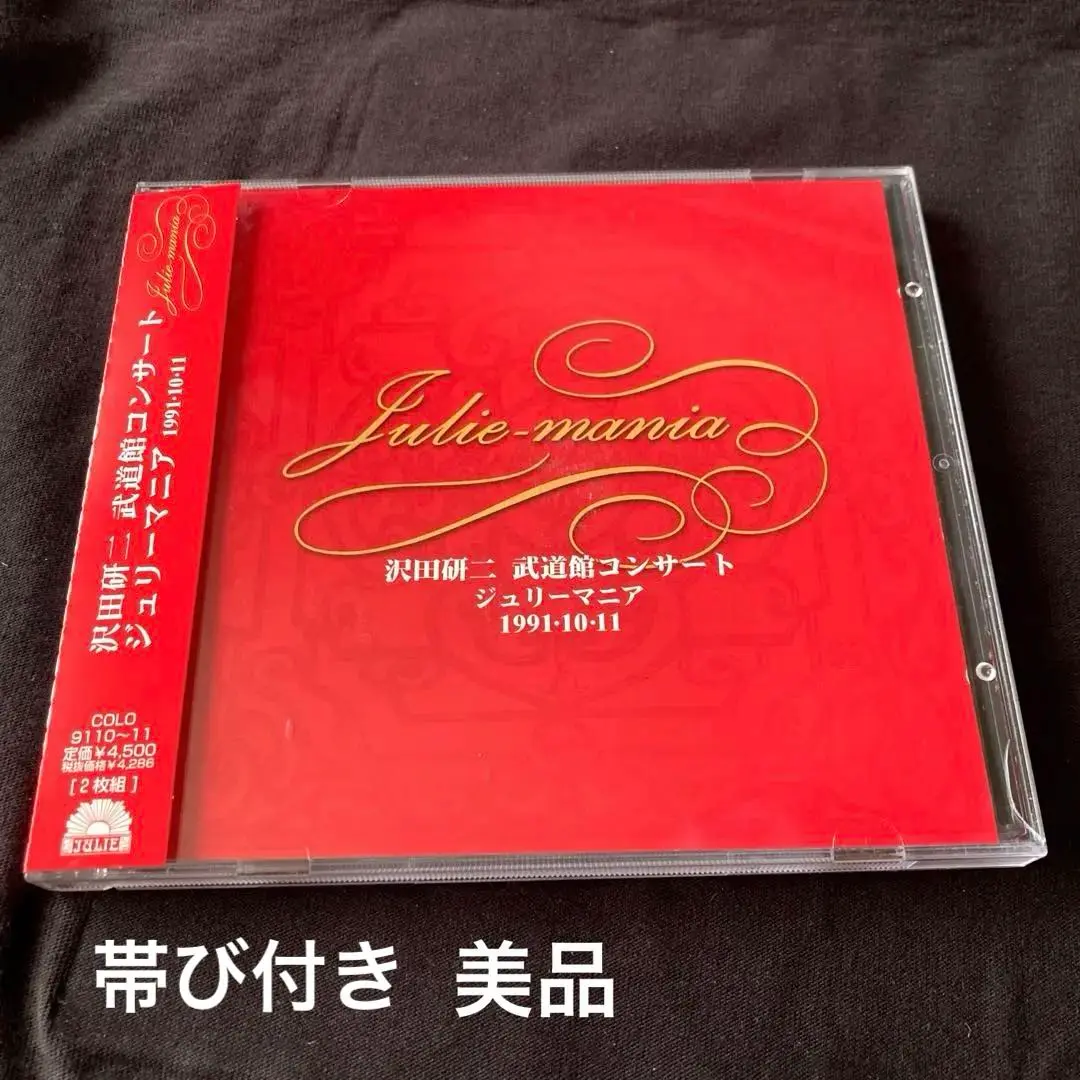 Julie-mania
沢田研二 武道館コンサート
ジュリーマニア 1991・10・11
COLO
9110〜11
定価¥4,500
税抜価格¥4,286
[2枚組]
JULIE
Julie-mania
沢田研二 武道館コンサート
ジュリーマニア
1991・10・11
帯び付き 美品